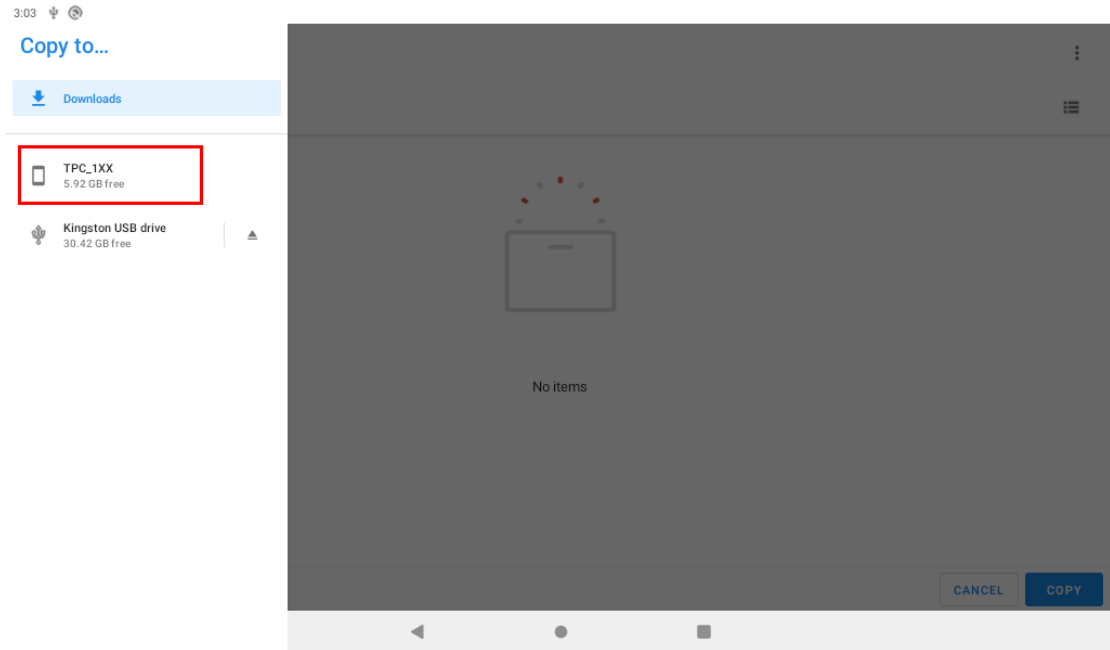 3:03
Copy to…
Downloads
TPC_1XX
5.92 GB free
Kingston USB drive
30.42 GB free
No items
CANCEL
COPY